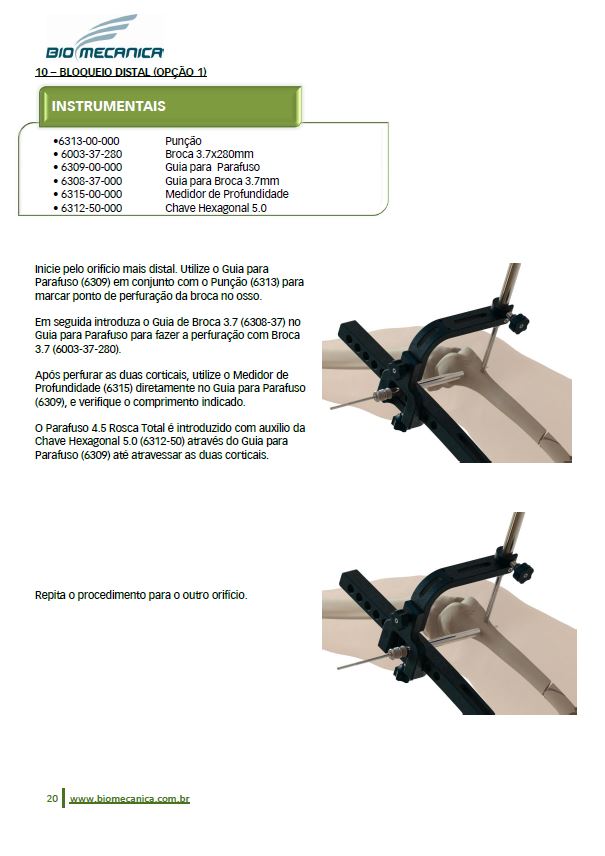 BIOMECANICA
10 – BLOQUEIO DISTAL (OPÇÃO 1)
INSTRUMENTAIS
•6313-00-000 Punção
• 6003-37-280 Broca 3.7x280mm
• 6309-00-000 Guia para Parafuso
• 6308-37-000 Guia para Broca 3.7mm
• 6315-00-000 Medidor de Profundidade
• 6312-50-000 Chave Hexagonal 5.0
Inicie pelo orifício mais distal. Utilize o Guia para
Parafuso (6309) em conjunto com o Punção (6313) para
marcar ponto de perfuração da broca no osso.
Em seguida introduza o Guia de Broca 3.7 (6308-37) no
Guia para Parafuso para fazer a perfuração com Broca
3.7 (6003-37-280).
Após perfurar as duas corticais, utilize o Medidor de
Profundidade (6315) diretamente no Guia para Parafuso
(6309), e verifique o comprimento indicado.
O Parafuso 4.5 Rosca Total é introduzido com auxilio da
Chave Hexagonal 5.0 (6312-50) através do Guia para
Parafuso (6309) até atravessar as duas corticais.
Repita o procedimento para o outro orifício.
20 www.biomecanica.com.br